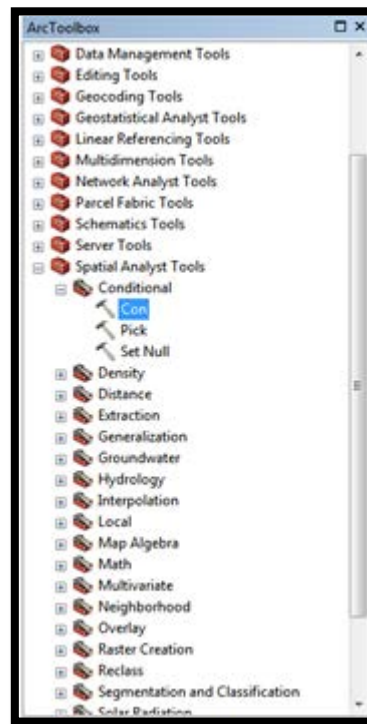 ArcToolbox
Data Management Tools
Editing Tools
Geocoding Tools
Geostatistical Analyst Tools
Linear Referencing Tools
Multidimension Tools
Network Analyst Tools
Parcel Fabric Tools
Schematics Tools
Server Tools
Spatial Analyst Tools
Conditional
Con
Pick
Set Null
Density
Distance
Extraction
Generalization
Groundwater
Hydrology
Interpolation
Local
Map Algebra
Math
Multivariate
Neighborhood
Overlay
Raster Creation
Reclass
Segmentation and Classification
Solar Radiation